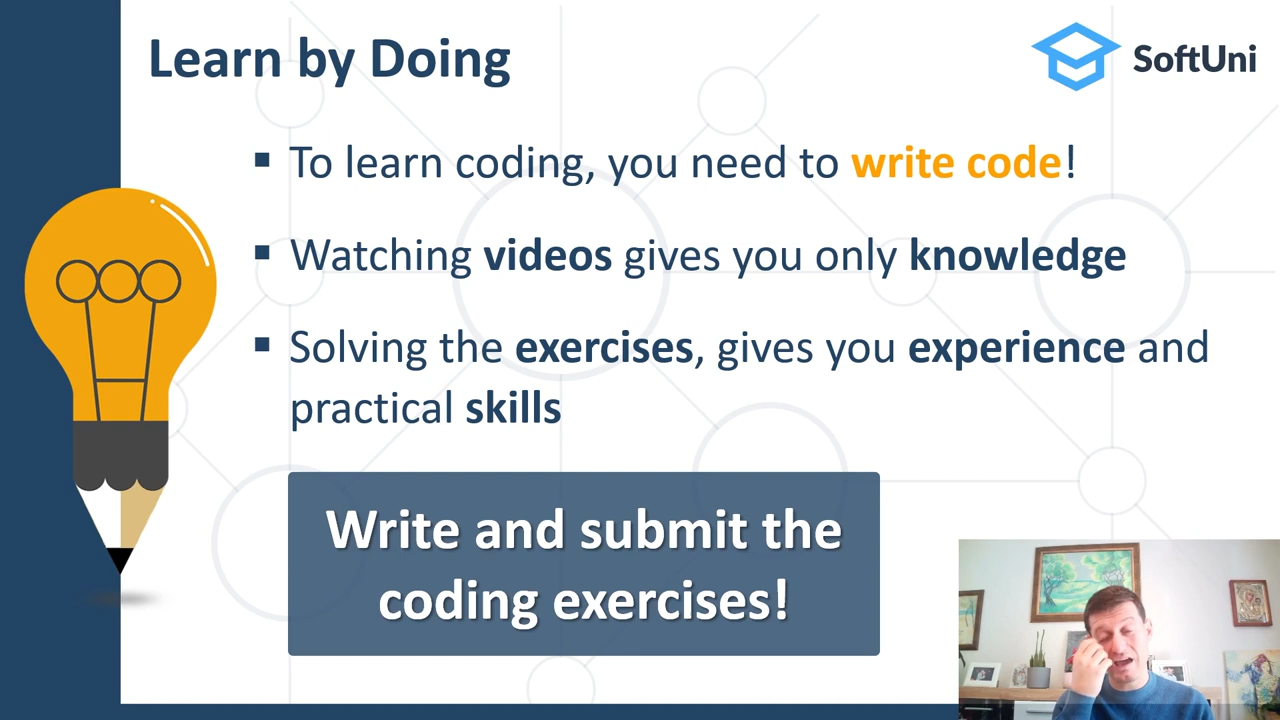 Learn by Doing
SoftUni
▪ To learn coding, you need to write code!
▪ Watching videos gives you only knowledge
▪ Solving the exercises, gives you experience and
practical skills
Write and submit the
coding exercises!